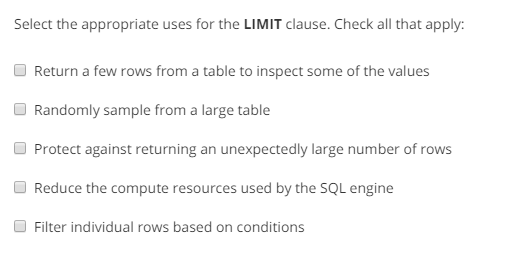 Select the appropriate uses for the LIMIT clause. Check all that apply:
Return a few rows from a table to inspect some of the values
Randomly sample from a large table
Protect against returning an unexpectedly large number of rows
Reduce the compute resources used by the SQL engine
Filter individual rows based on conditions